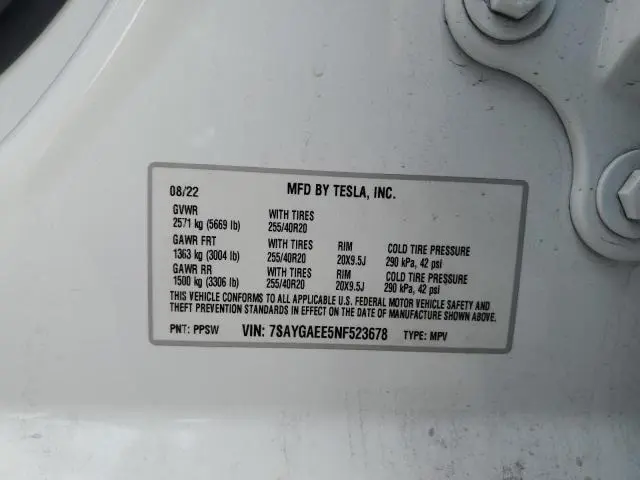 08/22 MFD BY TESLA, INC.
GVWR WITH TIRES
2571 kg (5669 lb) 255/40R20
GAWR FRT WITH TIRES RIM COLD TIRE PRESSURE
1363 kg (3004 lb) 255/40R20 20X9.5J 290 kPa, 42 psi
GAWR RR WITH TIRES RIM COLD TIRE PRESSURE
1500 kg (3306 lb) 255/40R20 20X9.5J 290 kPa, 42 psi
THIS VEHICLE CONFORMS TO ALL APPLICABLE U.S. FEDERAL MOTOR VEHICLE SAFETY AND
THEFT PREVENTION STANDARDS IN EFFECT ON THE DATE OF MANUFACTURE SHOWN ABOVE.
PNT: PPSW VIN: 7SAYGAEE5NF523678 TYPE: MPV